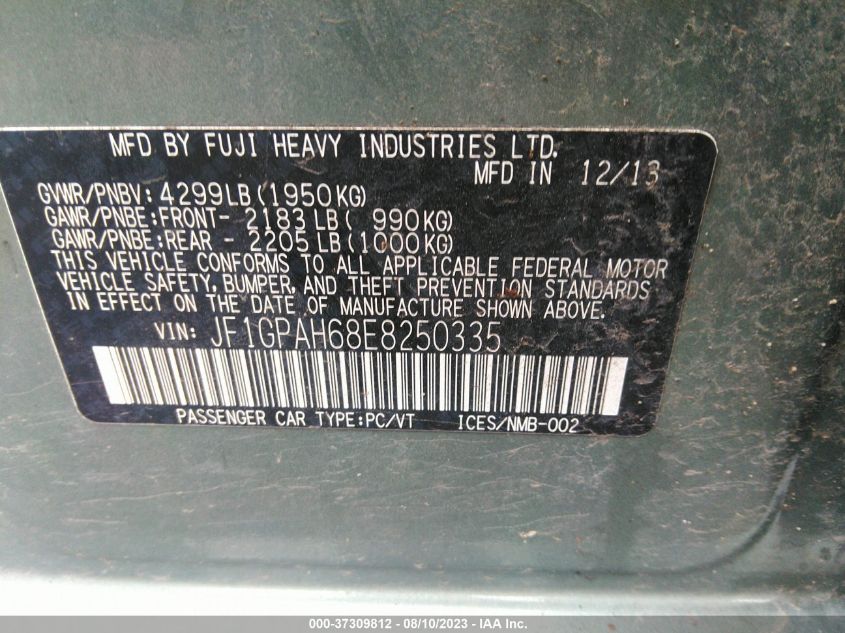 MFD BY FUJI HEAVY INDUSTRIES LTD.
MFD IN 12/13
GVWR/PNBV: 4299LB (1950KG)
GAWR/PNBE:FRONT- 2183 LB( 990KG)
GAWR/PNBE:REAR - 2205 LB(1000KG)
THIS VEHICLE CONFORMS TO ALL APPLICABLE FEDERAL MOTOR
VEHICLE SAFETY, BUMPER, AND THEFT PREVENTION STANDARDS
IN EFFECT ON THE DATE OF MANUFACTURE SHOWN ABOVE.
VIN: JF1GPAH68E8250335
PASSENGER CAR TYPE:PC/VT ICES/NMB-002
000-37309812 - 08/10/2023 - IAA Inc.